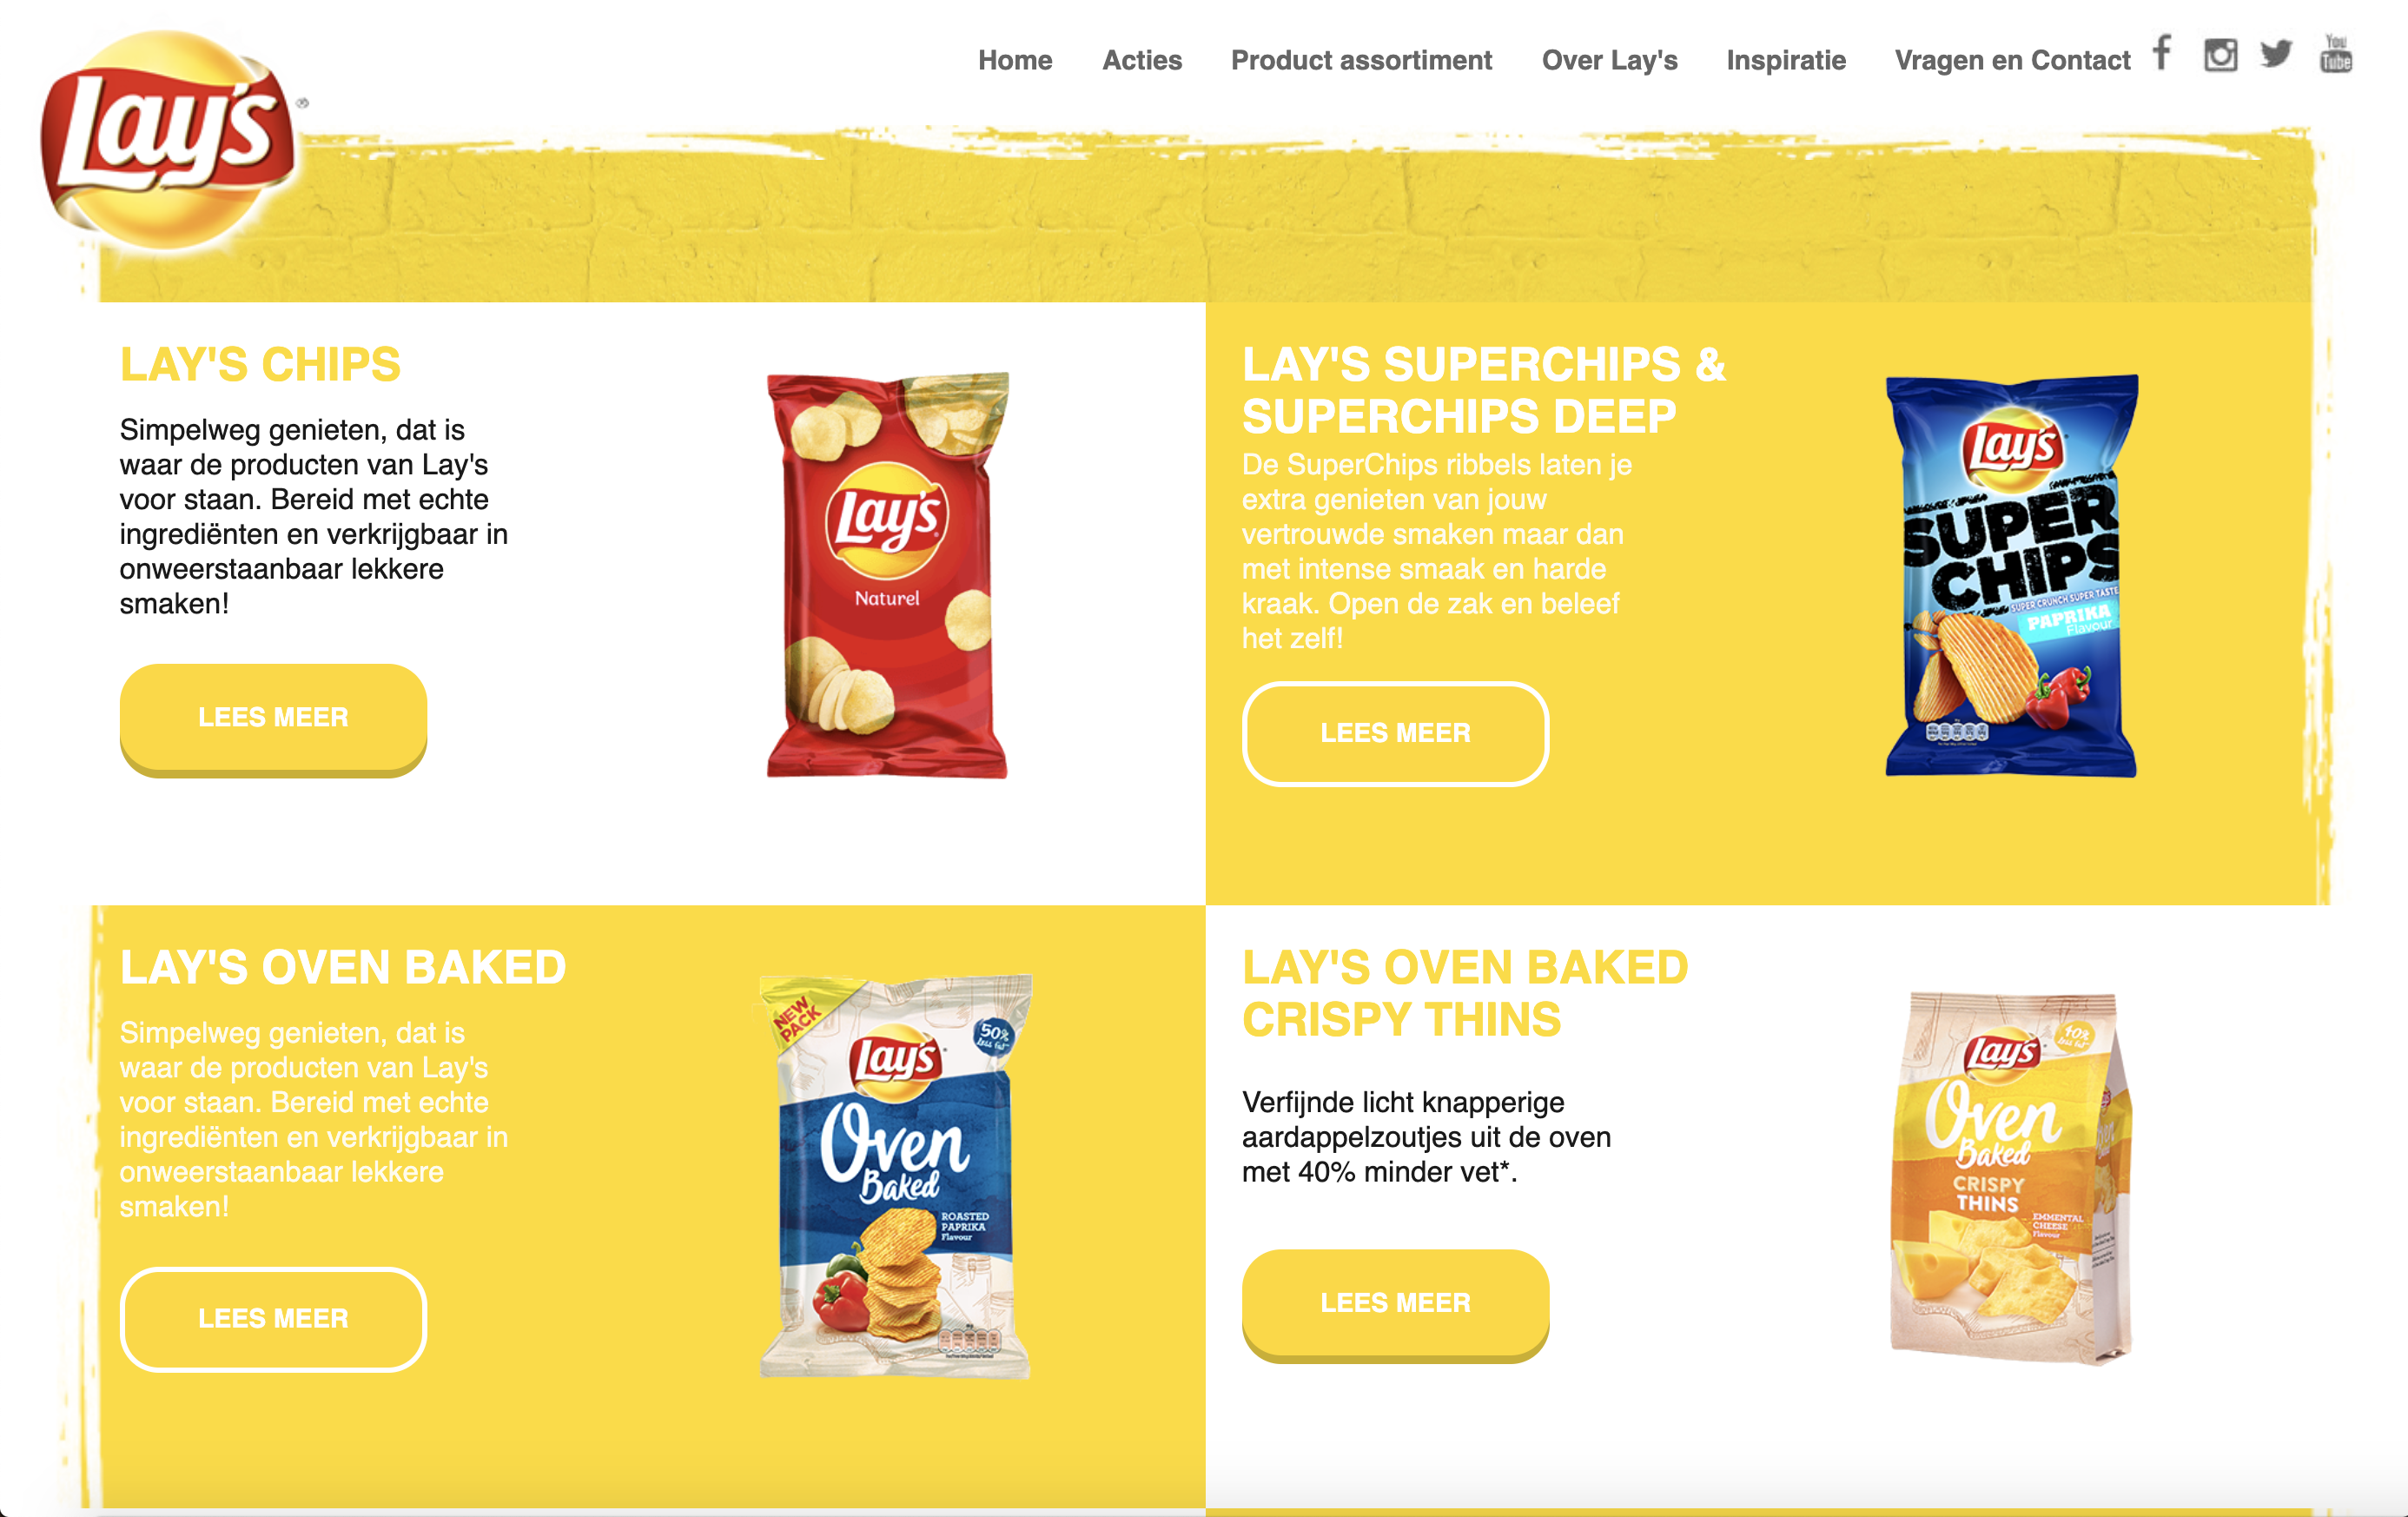 Lay's
Home Acties Product assortiment Over Lay's Inspiratie Vragen en Contact f You Tube
LAY'S CHIPS
Simpelweg genieten, dat is
waar de producten van Lay's
voor staan. Bereid met echte
ingrediënten en verkrijgbaar in
onweerstaanbaar lekkere
smaken!
LEES MEER
Lay's
Naturel
LAY'S SUPERCHIPS &
SUPERCHIPS DEEP
De SuperChips ribbels laten je
extra genieten van jouw
vertrouwde smaken maar dan
met intense smaak en harde
kraak. Open de zak en beleef
het zelf!
LEES MEER
Lay's
SUPER
CHIPS
SUPER CRUNCH SUPER TASTE
PAPRIKA
Flavour
LAY'S OVEN BAKED
Simpelweg genieten, dat is
waar de producten van Lay's
voor staan. Bereid met echte
ingrediënten en verkrijgbaar in
onweerstaanbaar lekkere
smaken!
LEES MEER
NEW
PACK
50%
less fat
Lay's
Oven
Baked
ROASTED
PAPRIKA
Flavour
LAY'S OVEN BAKED
CRISPY THINS
Verfijnde licht knapperige
aardappelzoutjes uit de oven
met 40% minder vet*.
LEES MEER
40%
less fat
Lay's
Oven
Baked
CRISPY
THINS
EMMENTAL
CHEESE
Flavour